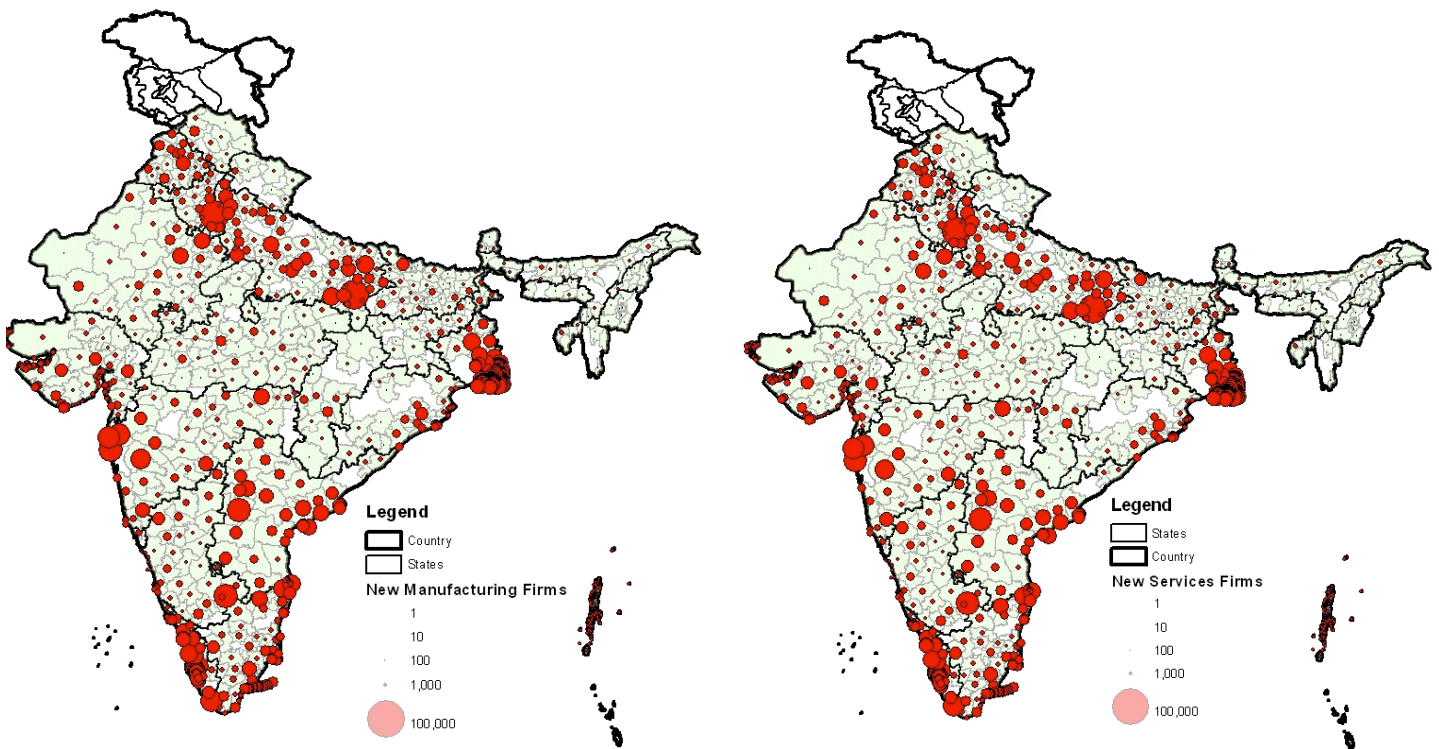 Legend
Country
States
New Manufacturing Firms
1
10
100
1,000
100,000
Legend
States
Country
New Services Firms
1
10
100
1,000
100,000